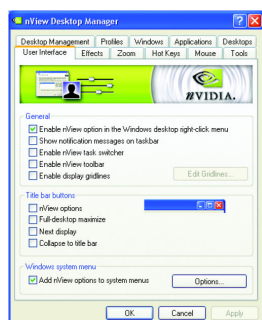 nView Desktop Manager
Desktop Management Profiles Windows Applications Desktops
User Interface Effects Zoom Hot Keys Mouse Tools
nVIDIA.
General
Enable nView option in the Windows desktop right-click menu
Show notification messages on taskbar
Enable nView task switcher
Enable nView toolbar
Enable display gridlines
Edit Gridlines...
Title bar buttons
nView options
Full-desktop maximize
Next display
Collapse to title bar
Windows system menu
Add nView options to system menus
Options...
OK Cancel Apply